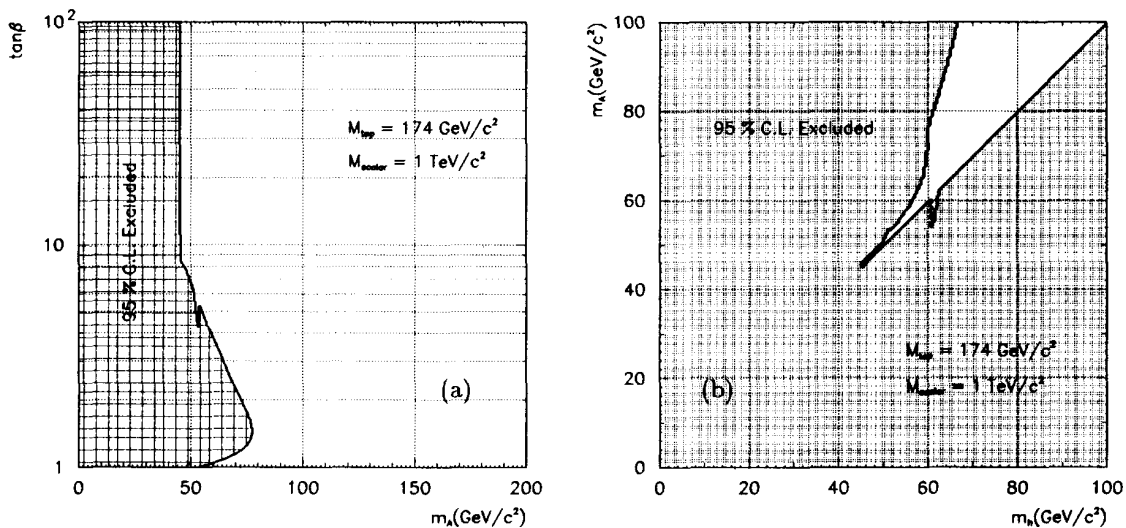 tanβ
10²
10
1
0
50
100
150
200
m_A(GeV/c²)
95 % C.L. Excluded
M_top = 174 GeV/c²
= 1 TeV/c²
(a)
m_A(GeV/c²)
100
80
60
40
20
0
0
20
40
60
80
100
m_h(GeV/c²)
95 % C.L. Excluded
M_top = 174 GeV/c²
= 1 TeV/c²
(b)